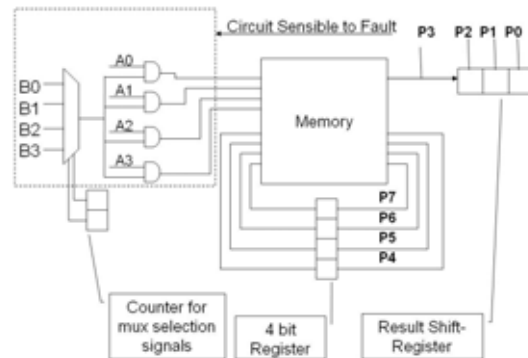 Circuit Sensible to Fault
P3
P2 P1 P0
A0
B0
A1
B1
B2
A2
B3
A3
Memory
P7
P6
P5
P4
Counter for
mux selection
signals
4 bit
Register
Result Shift-
Register